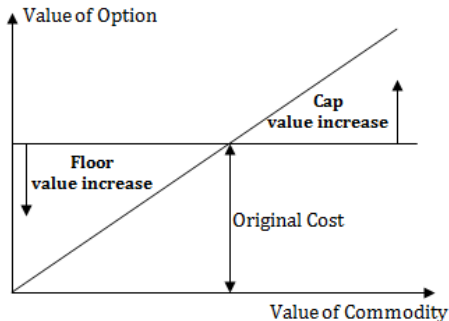 Value of Option
Cap
value increase
Floor
value increase
Original Cost
Value of Commodity